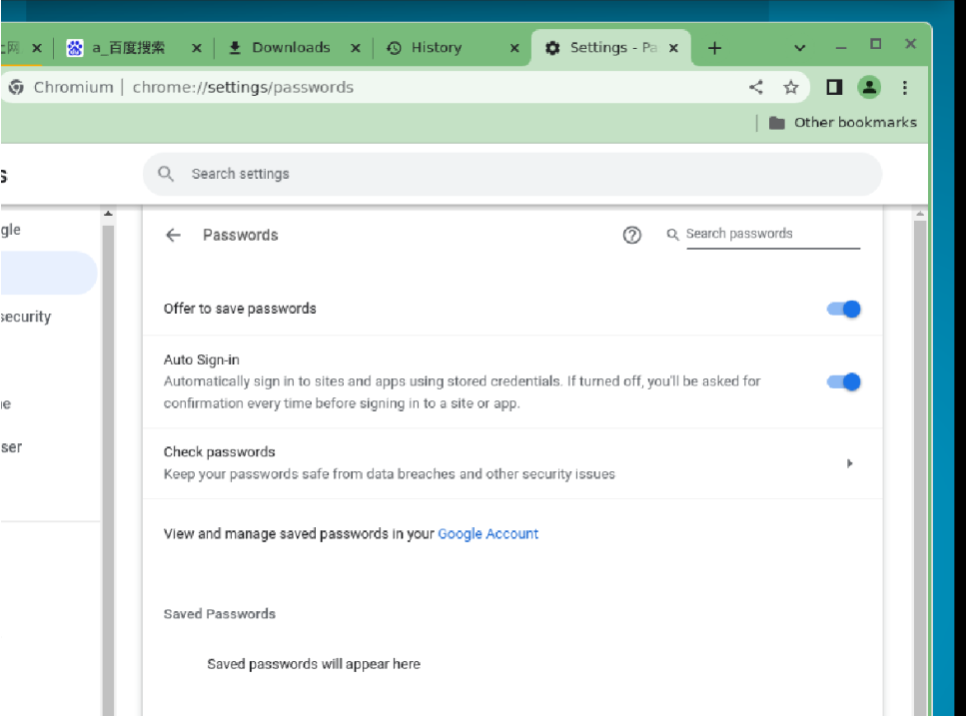 网
a_百度搜索
Downloads
History
Settings - Pa
Chromium | chrome://settings/passwords
Other bookmarks
s
Search settings
gle
Passwords
Search passwords
Offer to save passwords
security
Auto Sign-in
Automatically sign in to sites and apps using stored credentials. If turned off, you'll be asked for
confirmation every time before signing in to a site or app.
e
ser
Check passwords
Keep your passwords safe from data breaches and other security issues
View and manage saved passwords in your Google Account
Saved Passwords
Saved passwords will appear here